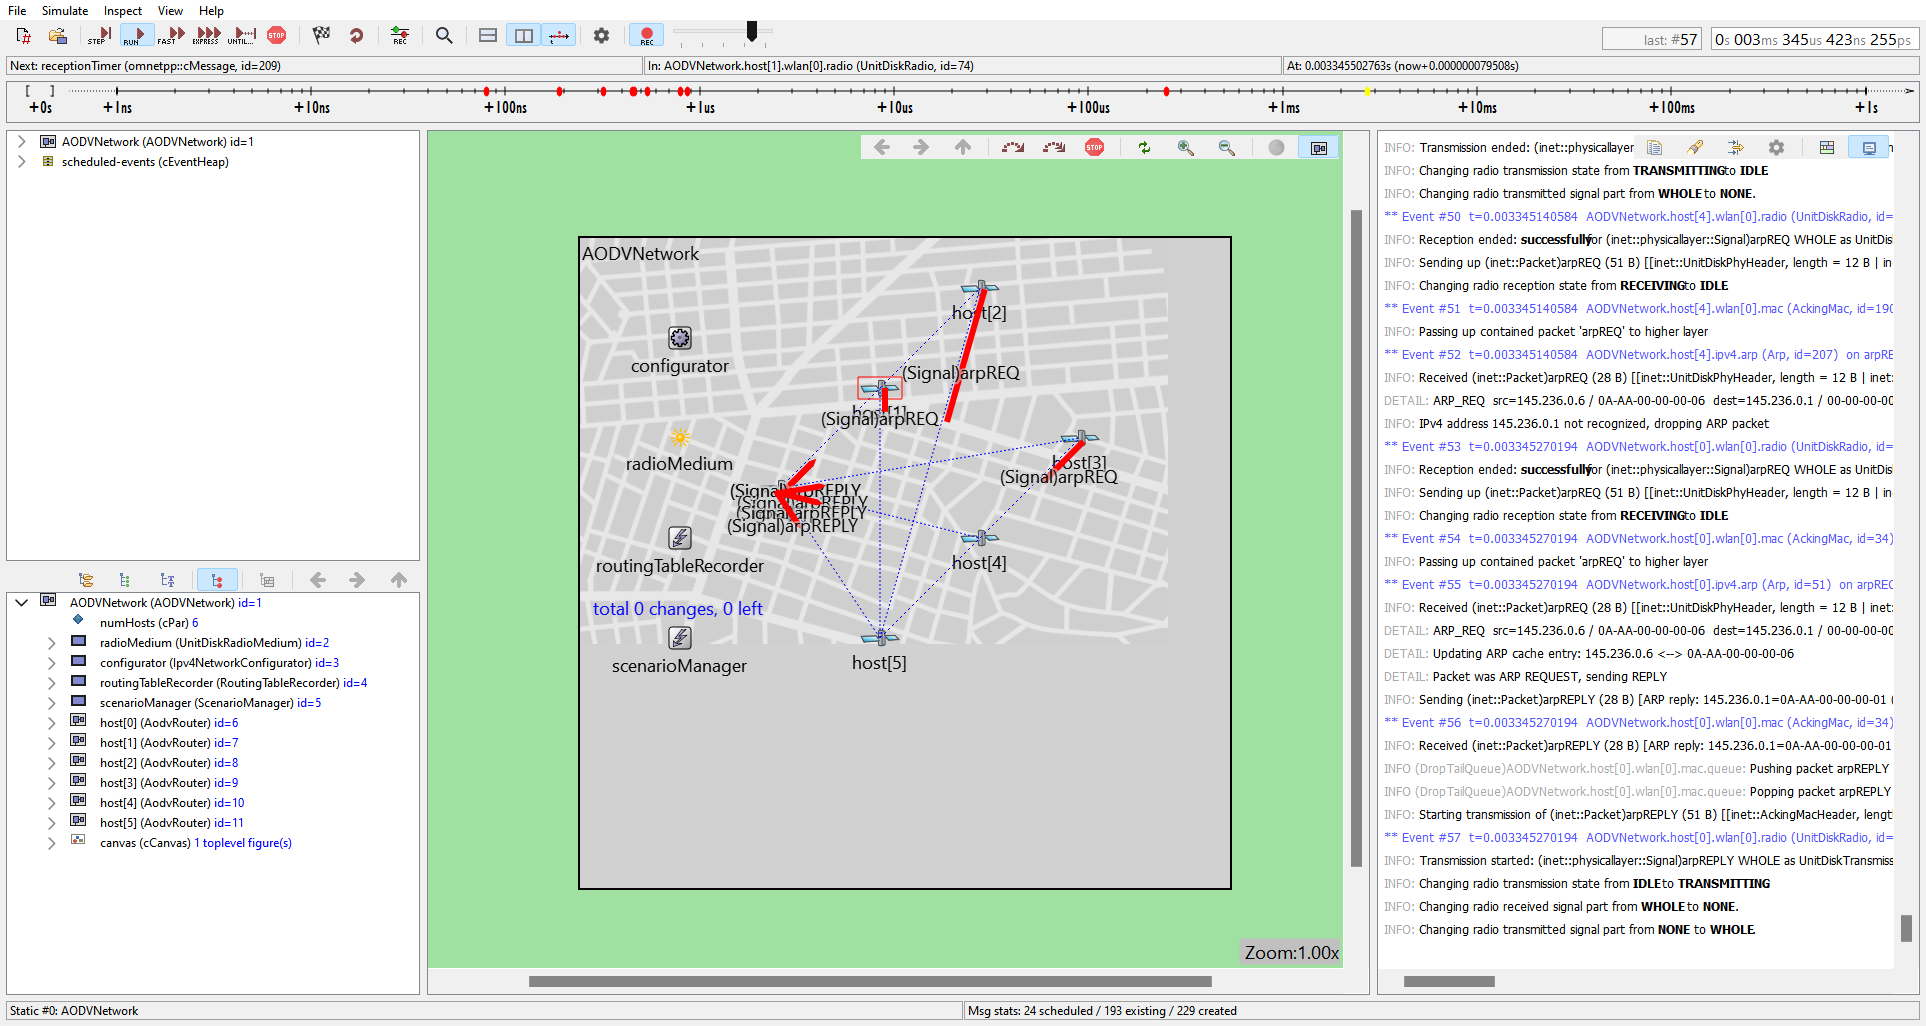 File Simulate Inspect View Help
STEP RUN FAST EXPRESS UNTIL... STOP REC REC
last: #57 0s 003ms 345us 423ns 255ps
Next: receptionTimer (omnetpp::cMessage, id=209) In: AODVNetwork.host[1].wlan[0].radio (UnitDiskRadio, id=74) At: 0.003345502763s (now+0.000000079508s)
+0s +1ns +10ns +100ns +1us +10us +100us +1ms +10ms +100ms +1s
AODVNetwork (AODVNetwork) id=1
scheduled-events (cEventHeap)
AODVNetwork (AODVNetwork) id=1
numHosts (cPar) 6
radioMedium (UnitDiskRadioMedium) id=2
configurator (Ipv4NetworkConfigurator) id=3
routingTableRecorder (RoutingTableRecorder) id=4
scenarioManager (ScenarioManager) id=5
host[0] (AodvRouter) id=6
host[1] (AodvRouter) id=7
host[2] (AodvRouter) id=8
host[3] (AodvRouter) id=9
host[4] (AodvRouter) id=10
host[5] (AodvRouter) id=11
canvas (cCanvas) 1 toplevel figure(s)
STOP
AODVNetwork
host[2]
configurator
(Signal)arpREQ
host[1]
(Signal)arpREQ
radioMedium
host[3]
(Signal)arpREQ
(Signal)arpREPLY
(Signal)arpREPLY
(Signal)arpREPLY
(Signal)arpREPLY
routingTableRecorder
host[4]
total 0 changes, 0 left
scenarioManager
host[5]
Zoom:1.00x
INFO: Transmission ended: (inet::physicallayer
INFO: Changing radio transmission state from TRANSMITTING to IDLE
INFO: Changing radio transmitted signal part from WHOLE to NONE.
** Event #50 t=0.003345140584 AODVNetwork.host[4].wlan[0].radio (UnitDiskRadio, id=
INFO: Reception ended: successfully for (inet::physicallayer::Signal)arpREQ WHOLE as UnitDis
INFO: Sending up (inet::Packet)arpREQ (51 B) [[inet::UnitDiskPhyHeader, length = 12 B | in
INFO: Changing radio reception state from RECEIVING to IDLE
** Event #51 t=0.003345140584 AODVNetwork.host[4].wlan[0].mac (AckingMac, id=190
INFO: Passing up contained packet 'arpREQ' to higher layer
** Event #52 t=0.003345140584 AODVNetwork.host[4].ipv4.arp (Arp, id=207) on arpRE
INFO: Received (inet::Packet)arpREQ (28 B) [[inet::UnitDiskPhyHeader, length = 12 B | inet:
DETAIL: ARP_REQ src=145.236.0.6 / 0A-AA-00-00-00-06 dest=145.236.0.1 / 00-00-00-0
INFO: IPv4 address 145.236.0.1 not recognized, dropping ARP packet
** Event #53 t=0.003345270194 AODVNetwork.host[0].wlan[0].radio (UnitDiskRadio, id=
INFO: Reception ended: successfully for (inet::physicallayer::Signal)arpREQ WHOLE as UnitDis
INFO: Sending up (inet::Packet)arpREQ (51 B) [[inet::UnitDiskPhyHeader, length = 12 B | in
INFO: Changing radio reception state from RECEIVING to IDLE
** Event #54 t=0.003345270194 AODVNetwork.host[0].wlan[0].mac (AckingMac, id=34)
INFO: Passing up contained packet 'arpREQ' to higher layer
** Event #55 t=0.003345270194 AODVNetwork.host[0].ipv4.arp (Arp, id=51) on arpREQ
INFO: Received (inet::Packet)arpREQ (28 B) [[inet::UnitDiskPhyHeader, length = 12 B | inet:
DETAIL: ARP_REQ src=145.236.0.6 / 0A-AA-00-00-00-06 dest=145.236.0.1 / 00-00-00-0
DETAIL: Updating ARP cache entry: 145.236.0.6 <--> 0A-AA-00-00-00-06
DETAIL: Packet was ARP REQUEST, sending REPLY
INFO: Sending (inet::Packet)arpREPLY (28 B) [ARP reply: 145.236.0.1=0A-AA-00-00-00-01 (
** Event #56 t=0.003345270194 AODVNetwork.host[0].wlan[0].mac (AckingMac, id=34)
INFO: Received (inet::Packet)arpREPLY (28 B) [ARP reply: 145.236.0.1=0A-AA-00-00-00-01
INFO (DropTailQueue)AODVNetwork.host[0].wlan[0].mac.queue: Pushing packet arpREPLY
INFO (DropTailQueue)AODVNetwork.host[0].wlan[0].mac.queue: Popping packet arpREPLY
INFO: Starting transmission of (inet::Packet)arpREPLY (51 B) [[inet::AckingMacHeader, lengt
** Event #57 t=0.003345270194 AODVNetwork.host[0].wlan[0].radio (UnitDiskRadio, id=
INFO: Transmission started: (inet::physicallayer::Signal)arpREPLY WHOLE as UnitDiskTransmiss
INFO: Changing radio transmission state from IDLE to TRANSMITTING
INFO: Changing radio received signal part from WHOLE to NONE.
INFO: Changing radio transmitted signal part from NONE to WHOLE.
Static #0: AODVNetwork Msg stats: 24 scheduled / 193 existing / 229 created